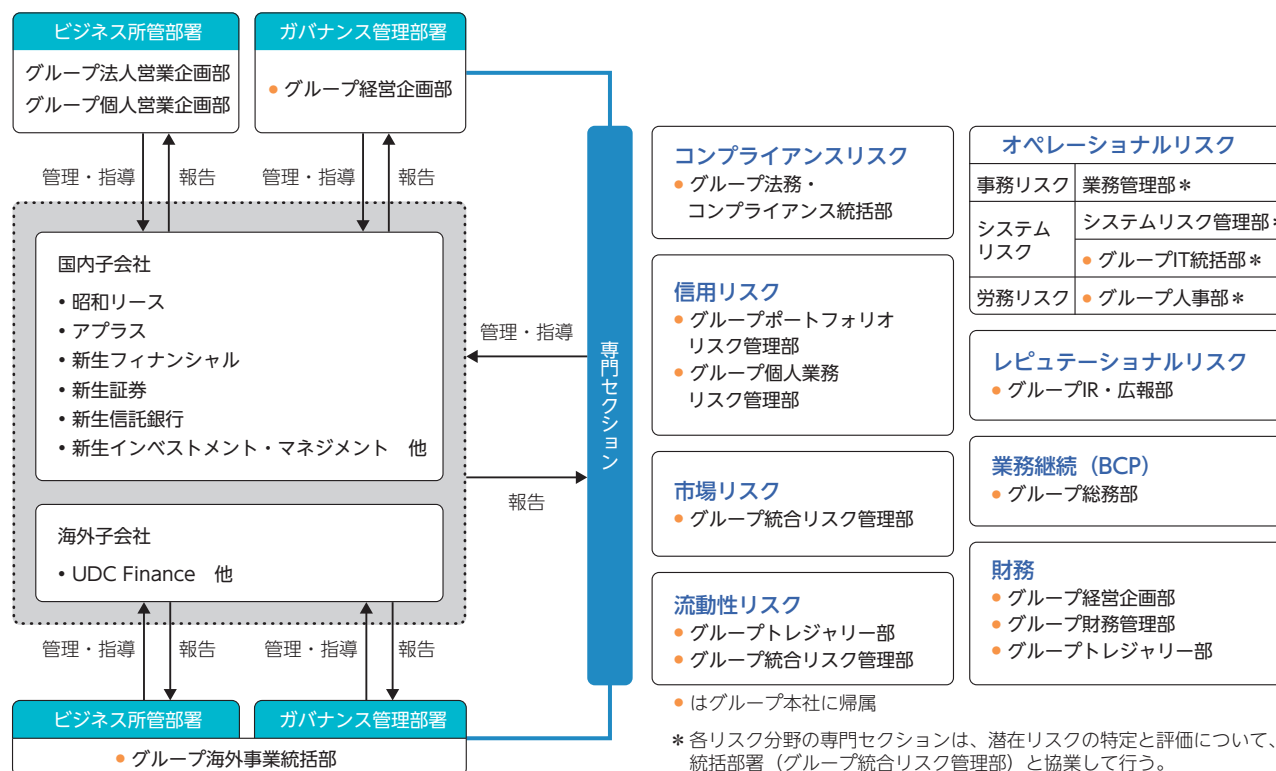 ビジネス所管部署
グループ法人営業企画部
グループ個人営業企画部
ガバナンス管理部署
● グループ経営企画部
管理・指導
報告
管理・指導
報告
国内子会社
• 昭和リース
• アプラス
• 新生フィナンシャル
• 新生証券
• 新生信託銀行
• 新生インベストメント・マネジメント　他
海外子会社
• UDC Finance　他
管理・指導
報告
専門セクション
管理・指導
報告
管理・指導
報告
ビジネス所管部署
ガバナンス管理部署
● グループ海外事業統括部
コンプライアンスリスク
● グループ法務・
コンプライアンス統括部
信用リスク
● グループポートフォリオ
リスク管理部
● グループ個人業務
リスク管理部
市場リスク
● グループ統合リスク管理部
流動性リスク
● グループトレジャリー部
● グループ統合リスク管理部
オペレーショナルリスク
事務リスク
業務管理部＊
システム
リスク
システムリスク管理部＊
● グループIT統括部＊
労務リスク
● グループ人事部＊
レピュテーショナルリスク
● グループIR・広報部
業務継続（BCP）
● グループ総務部
財務
● グループ経営企画部
● グループ財務管理部
● グループトレジャリー部
● はグループ本社に帰属
＊ 各リスク分野の専門セクションは、潜在リスクの特定と評価について、
統括部署（グループ統合リスク管理部）と協業して行う。